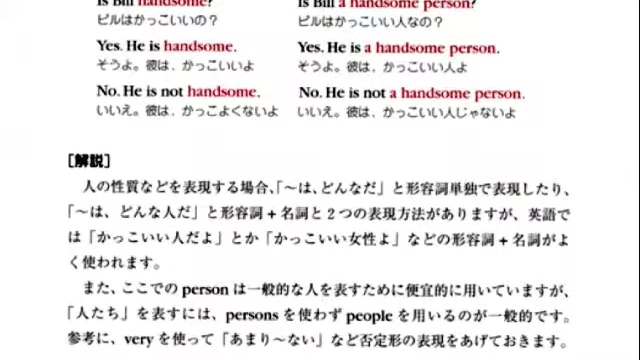 Is Bill handsome?
Is Bill a handsome person?
ビルはかっこいいの？
ビルはかっこいい人なの？
Yes. He is handsome.
Yes. He is a handsome person.
そうよ。彼は，かっこいいよ
そうよ。彼は，かっこいい人よ
No. He is not handsome.
No. He is not a handsome person.
いいえ。彼は，かっこよくないよ
いいえ。彼は，かっこいい人じゃないよ
［解説］
人の性質などを表現する場合、「〜は、どんなだ」と形容詞単独で表現したり、
「〜は、どんな人だ」と形容詞+名詞と2つの表現方法がありますが、英語で
は「かっこいい人だよ」とか「かっこいい女性よ」などの形容詞+名詞がよ
く使われます。
また、ここでの person は一般的な人を表すために便宜的に用いていますが、
「人たち」を表すには、persons を使わず people を用いるのが一般的です。
参考に、very を使って「あまり〜ない」など否定形の表現をあげておきます。